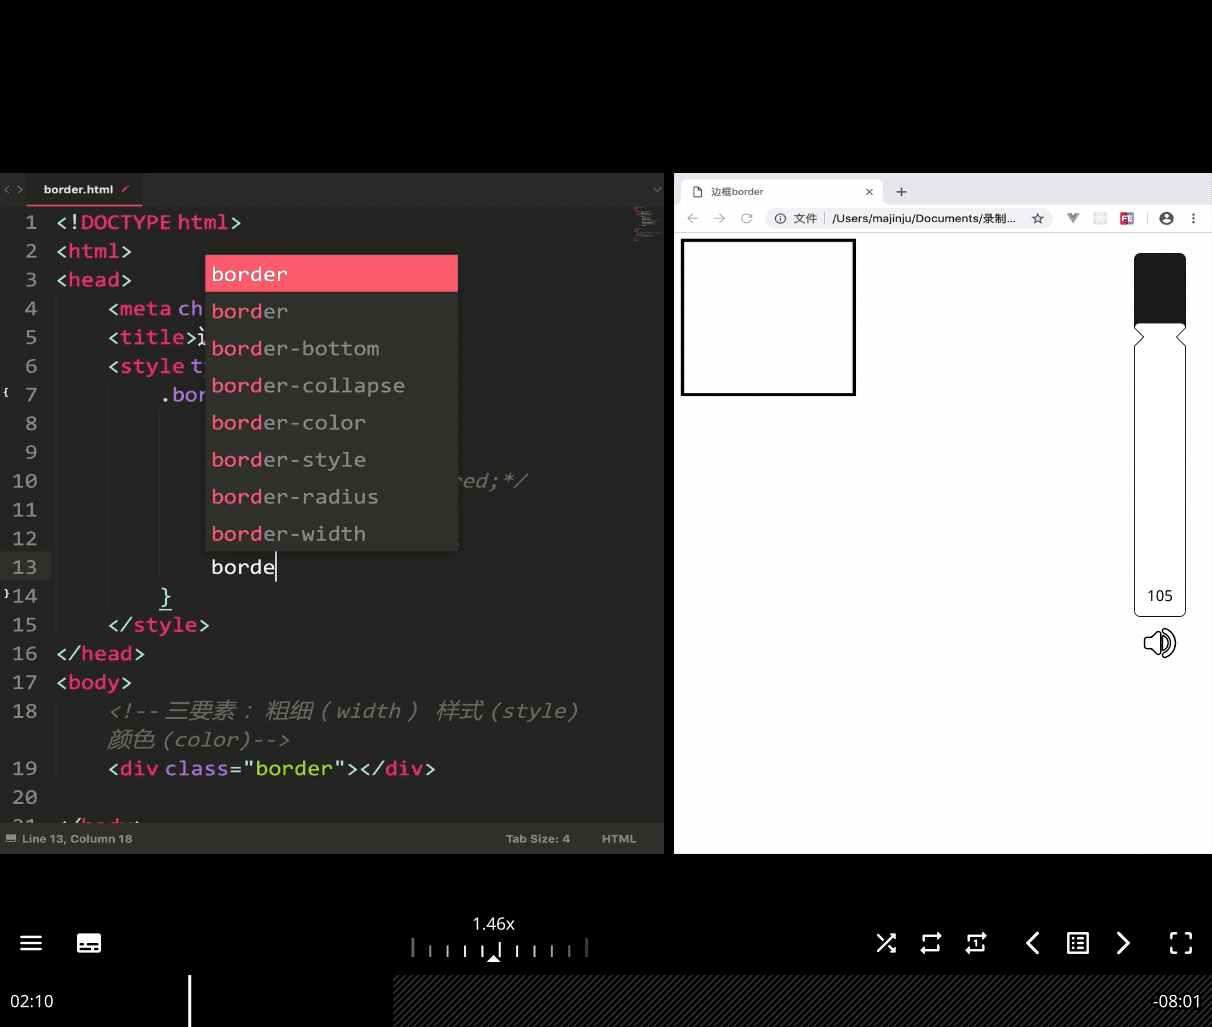 border.html
1 <!DOCTYPE html>
2 <html>
3 <head>
4 <meta ch
5 <title>
6 <style t
7 .bor
8
9
10 red;*/
11
12
13 borde
14 }
15 </style>
16 </head>
17 <body>
18 <!-- 三要素： 粗细 ( width ) 样式 (style)
颜色 (color)-->
19 <div class="border"></div>
20
21 </body>
border
border
border-bottom
border-collapse
border-color
border-style
border-radius
border-width
Line 13, Column 18
Tab Size: 4
HTML
边框border
文件 /Users/majinju/Documents/录制...
105
1.46x
1
02:10
-08:01